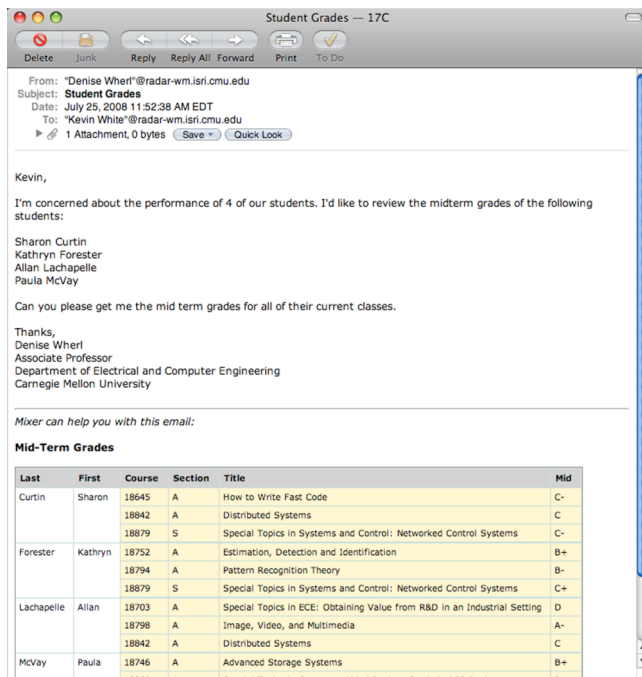 Student Grades — 17C
Delete Junk Reply Reply All Forward Print To Do
From: "Denise Wherl"@radar-wm.isri.cmu.edu
Subject: Student Grades
Date: July 25, 2008 11:52:38 AM EDT
To: "Kevin White"@radar-wm.isri.cmu.edu
1 Attachment, 0 bytes Save Quick Look
Kevin,
I'm concerned about the performance of 4 of our students. I'd like to review the midterm grades of the following
students:
Sharon Curtin
Kathryn Forester
Allan Lachapelle
Paula McVay
Can you please get me the mid term grades for all of their current classes.
Thanks,
Denise Wherl
Associate Professor
Department of Electrical and Computer Engineering
Carnegie Mellon University
Mixer can help you with this email:
Mid-Term Grades
Last First Course Section Title Mid
Curtin Sharon 18645 A How to Write Fast Code C-
18842 A Distributed Systems C
18879 S Special Topics in Systems and Control: Networked Control Systems C-
Forester Kathryn 18752 A Estimation, Detection and Identification B+
18794 A Pattern Recognition Theory B-
18879 S Special Topics in Systems and Control: Networked Control Systems C+
Lachapelle Allan 18703 A Special Topics in ECE: Obtaining Value from R&D in an Industrial Setting D
18798 A Image, Video, and Multimedia A-
18842 A Distributed Systems C
McVay Paula 18746 A Advanced Storage Systems B+